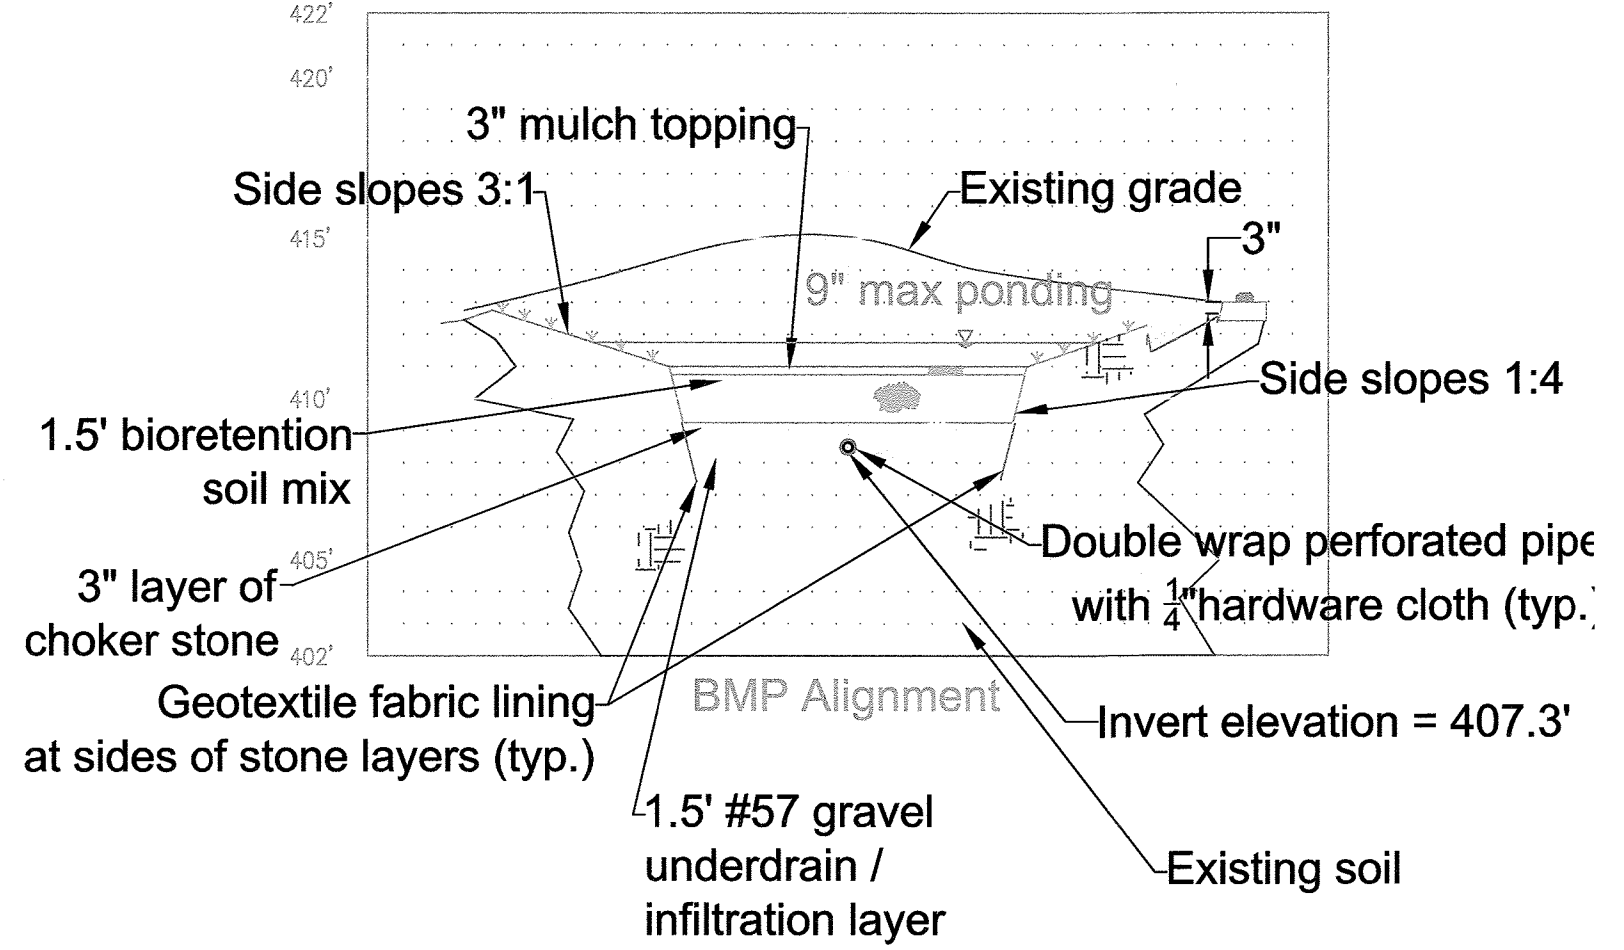 422'
420'
3" mulch topping
Side slopes 3:1
Existing grade
415'
3"
9" max ponding
Side slopes 1:4
410'
1.5' bioretention
soil mix
Double wrap perforated pipe
with 1/4"hardware cloth (typ.)
405'
3" layer of
choker stone
402'
Geotextile fabric lining
at sides of stone layers (typ.)
BMP Alignment
Invert elevation = 407.3'
1.5' #57 gravel
underdrain /
infiltration layer
Existing soil